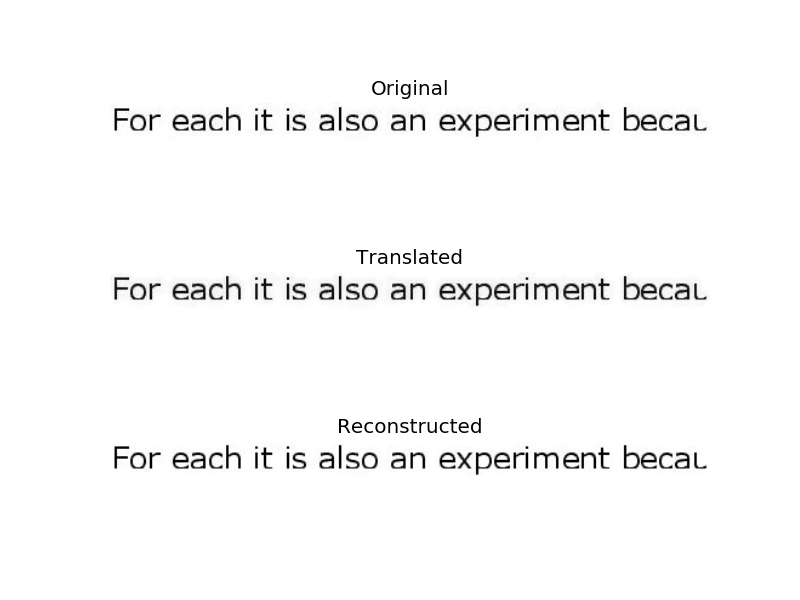 Original
For each it is also an experiment becau
Translated
For each it is also an experiment becau
Reconstructed
For each it is also an experiment becau